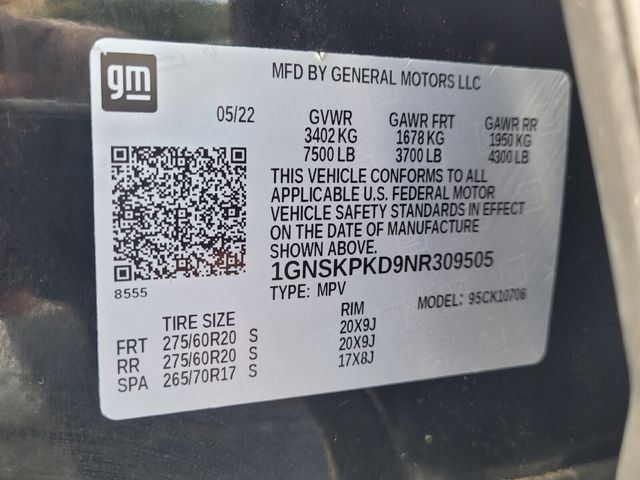 gm
MFD BY GENERAL MOTORS LLC
05/22
GVWR GAWR FRT GAWR RR
3402 KG 1678 KG 1950 KG
7500 LB 3700 LB 4300 LB
THIS VEHICLE CONFORMS TO ALL
APPLICABLE U.S. FEDERAL MOTOR
VEHICLE SAFETY STANDARDS IN EFFECT
ON THE DATE OF MANUFACTURE
SHOWN ABOVE.
1GNSKPKD9NR309505
8555
TYPE: MPV
MODEL: 95CK10706
TIRE SIZE RIM
FRT 275/60R20 S 20X9J
RR 275/60R20 S 20X9J
SPA 265/70R17 S 17X8J